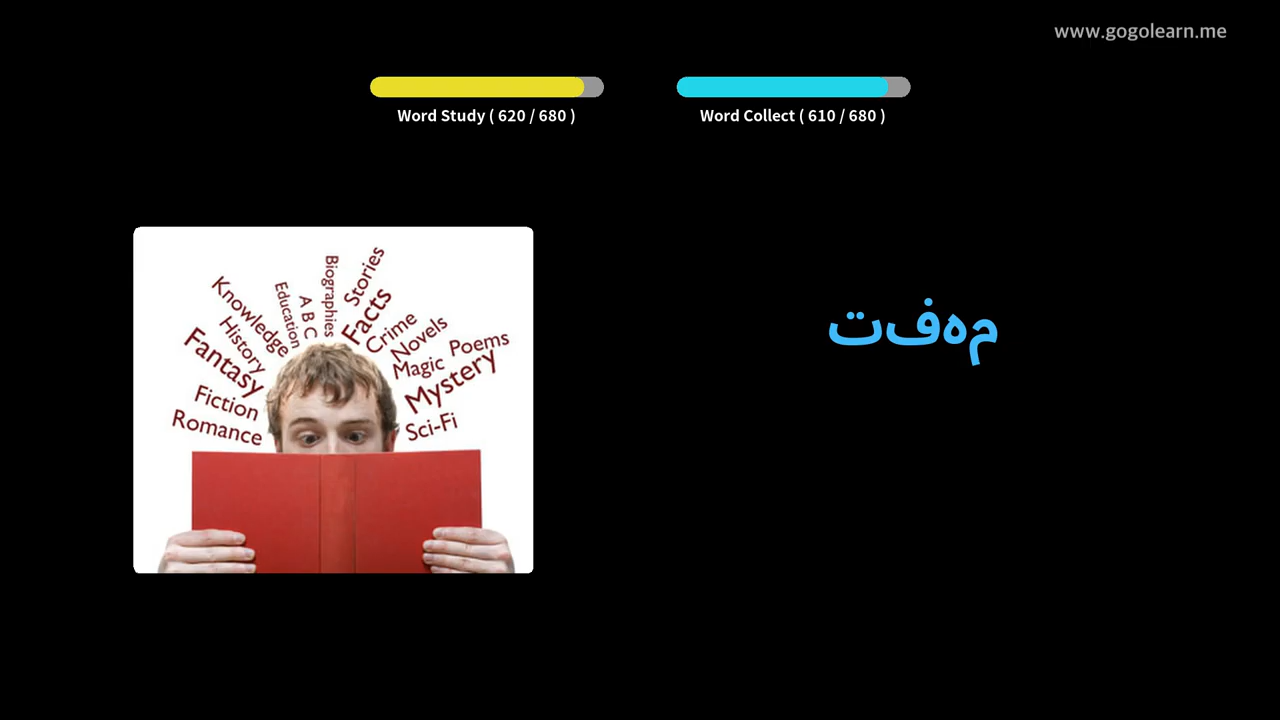 www.gogolearn.me
Word Study ( 620 / 680 )
Word Collect ( 610 / 680 )
مهفت
Knowledge
History
Fantasy
Fiction
Romance
Education
A B C
Biographies
Stories
Facts
Crime
Novels
Magic
Poems
Mystery
Sci-Fi